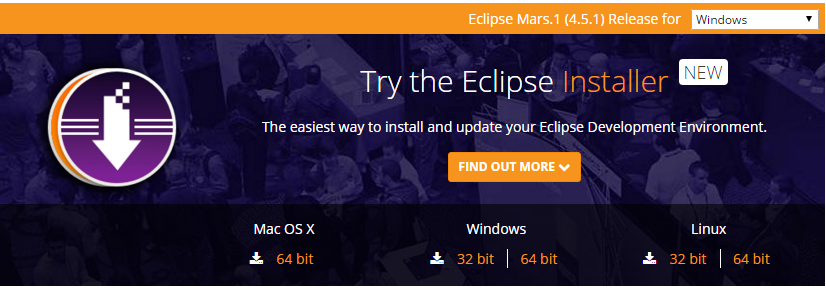 Eclipse Mars.1 (4.5.1) Release for Windows
Try the Eclipse Installer NEW
The easiest way to install and update your Eclipse Development Environment.
FIND OUT MORE
Mac OS X Windows Linux
64 bit 32 bit 64 bit 32 bit 64 bit